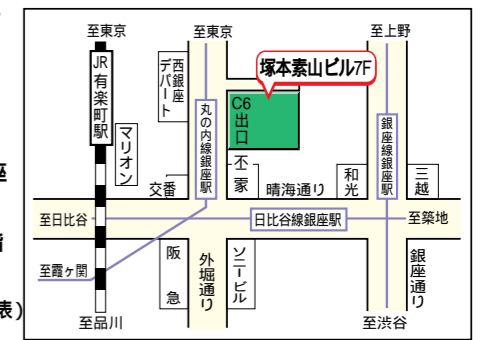 至東京
至東京
至上野
JR有楽町駅
西銀座デパート
塚本素山ビル7F
C6出口
丸の内線銀座駅
銀座線銀座駅
マリオン
不二家
和光
三越
交番
晴海通り
座
至日比谷
日比谷線銀座駅
至築地
階
阪急
外堀通り
ソニービル
銀座通り
至霞ヶ関
表)
至品川
至渋谷